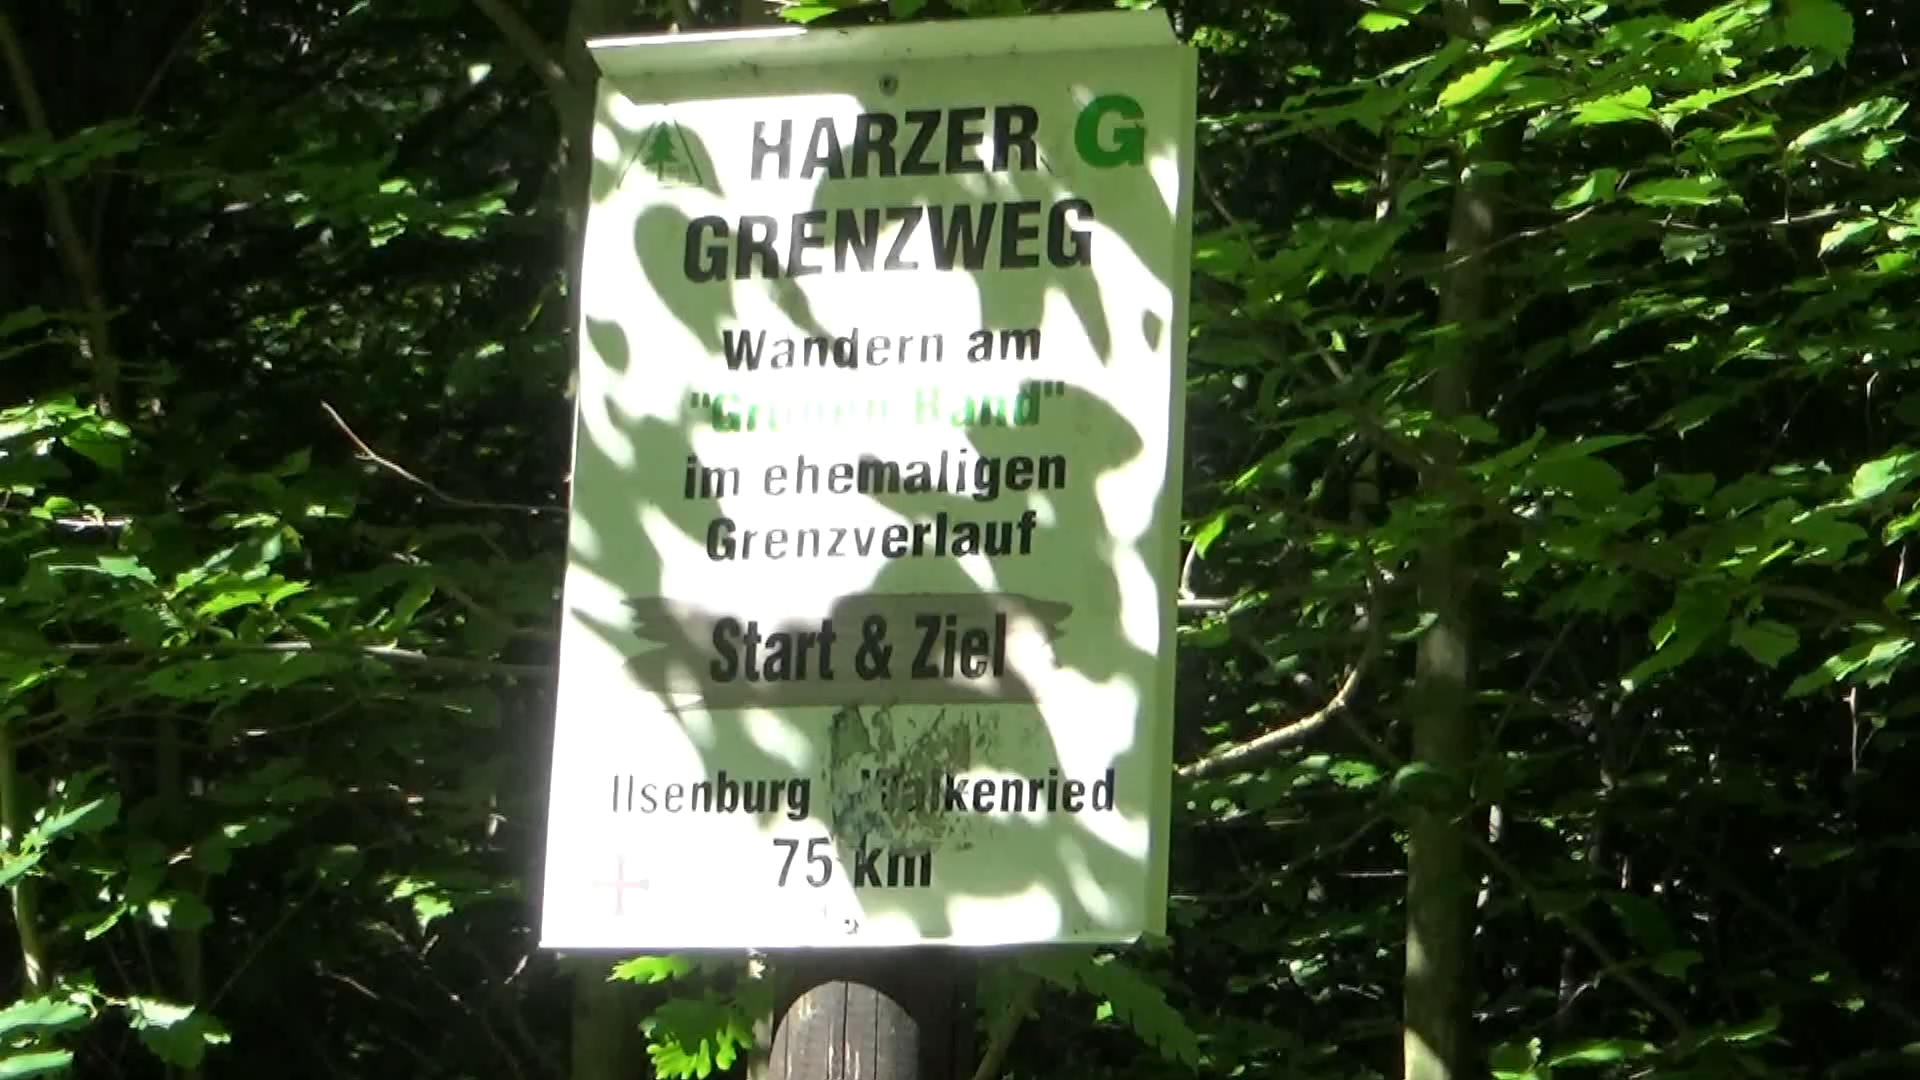 HARZER G
GRENZWEG
Wandern am
"Grünen Band"
im ehemaligen
Grenzverlauf
Start & Ziel
Ilsenburg Walkenried
75 km